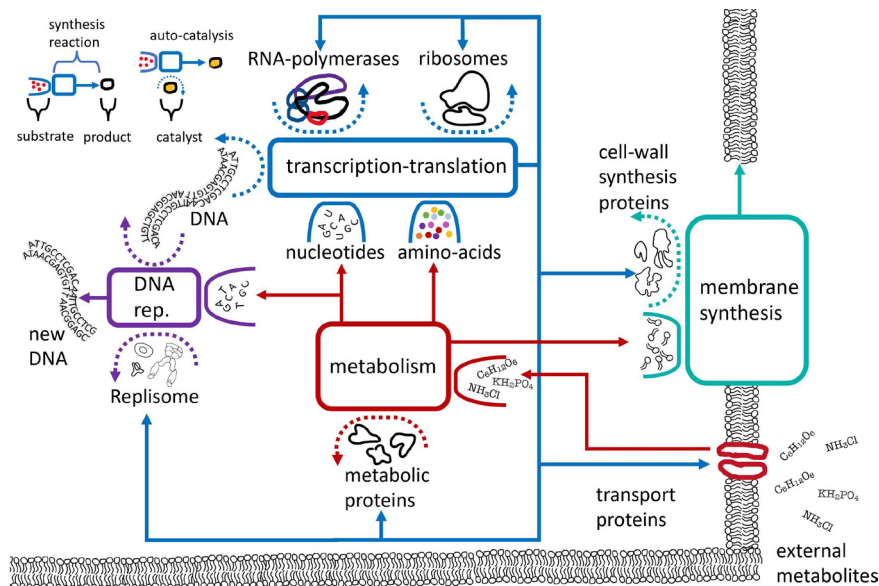 synthesis
reaction
auto-catalysis
substrate
product
catalyst
RNA-polymerases
ribosomes
transcription-translation
DNA
nucleotides
amino-acids
cell-wall
synthesis
proteins
DNA
rep.
new
DNA
Replisome
metabolism
C₆H₁₂O₆
KH₂PO₄
NH₃Cl
metabolic
proteins
membrane
synthesis
transport
proteins
C₆H₁₂O₆
NH₃Cl
C₆H₁₂O₆
KH₂PO₄
NH₃Cl
external
metabolites